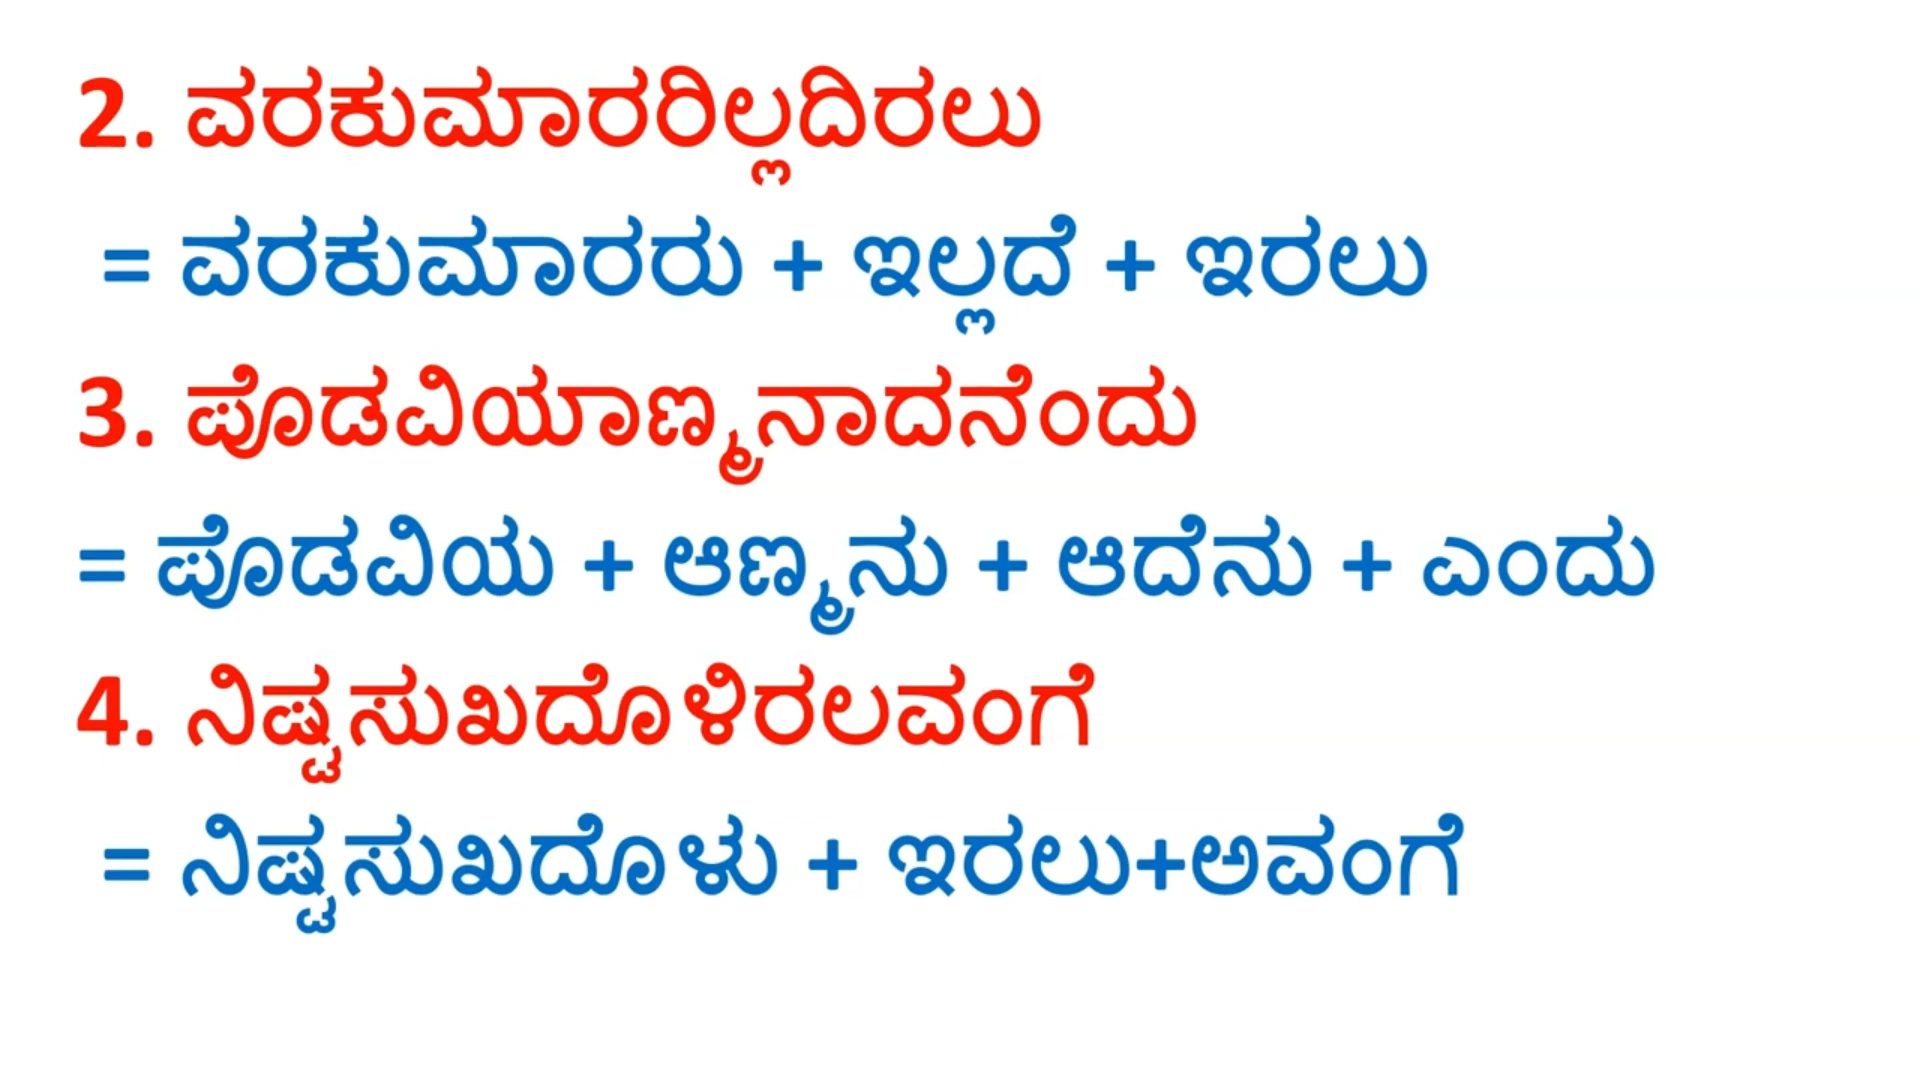 2. ವರಕುಮಾರರಿಲ್ಲದಿರಲು
= ವರಕುಮಾರರು + ಇಲ್ಲದೆ + ಇರಲು
3. ಪೊಡವಿಯಾಣ್ಮನಾದನೆಂದು
= ಪೊಡವಿಯ + ಆಣ್ಮನು + ಆದೆನು + ಎಂದು
4. ನಿಷ್ಟಸುಖದೊಳಿರಲವಂಗೆ
= ನಿಷ್ಟಸುಖದೊಳು + ಇರಲು+ಅವಂಗೆ